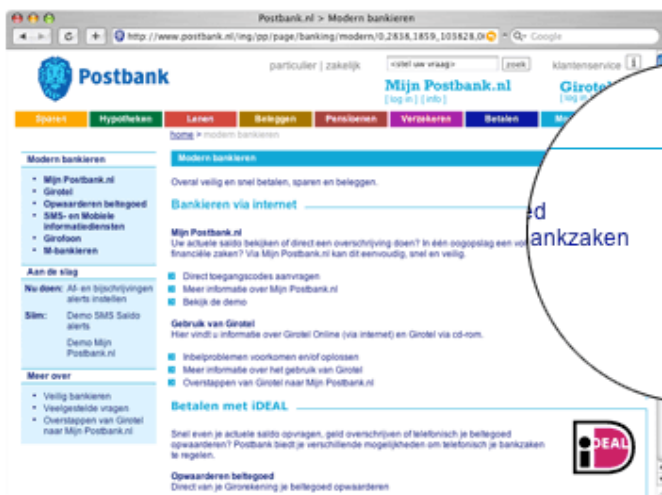 Postbank.nl > Modern bankieren
http://www.postbank.nl/ing/pp/page/banking/modern/0,2838,1859_103828,00
Google
Postbank
particulier | zakelijk
<stel uw vraag>
zoek
klantenservice
Mijn Postbank.nl
[log in] [info]
Girotel
[log in]
Sparen
Hypotheken
Lenen
Beleggen
Pensioenen
Verzekeren
Betalen
home > modern bankieren
Modern bankieren
Mijn Postbank.nl
Girotel
Opwaarderen beltegoed
SMS- en Mobiele
informatiediensten
Girofoon
M-bankieren
Aan de slag
Nu doen: Af- en bijschrijvingen
alerts instellen
Slim: Demo SMS Saldo
alerts
Demo Mijn
Postbank.nl
Meer over
Veilig bankieren
Veelgestelde vragen
Overstappen van Girotel
naar Mijn Postbank.nl
Modern bankieren
Overal veilig en snel betalen, sparen en beleggen.
Bankieren via internet
Mijn Postbank.nl
Uw actuele saldo bekijken of direct een overschrijving doen? In één oogopslag een
financiële zaken? Via Mijn Postbank.nl kan dit eenvoudig, snel en veilig.
Direct toegangscodes aanvragen
Meer informatie over Mijn Postbank.nl
Bekijk de demo
Gebruik van Girotel
Hier vindt u informatie over Girotel Online (via internet) en Girotel via cd-rom.
Inbelproblemen voorkomen en/of oplossen
Meer informatie over het gebruik van Girotel
Overstappen van Girotel naar Mijn Postbank.nl
Betalen met iDEAL
Snel even je actuele saldo opvragen, geld overschrijven of telefonisch je beltegoed
opwaarderen? Postbank biedt je verschillende mogelijkheden om telefonisch je bankzaken
te regelen.
Opwaarderen beltegoed
Direct van je Girorekening je beltegoed opwaarderen
ed
ankzaken
iDEAL